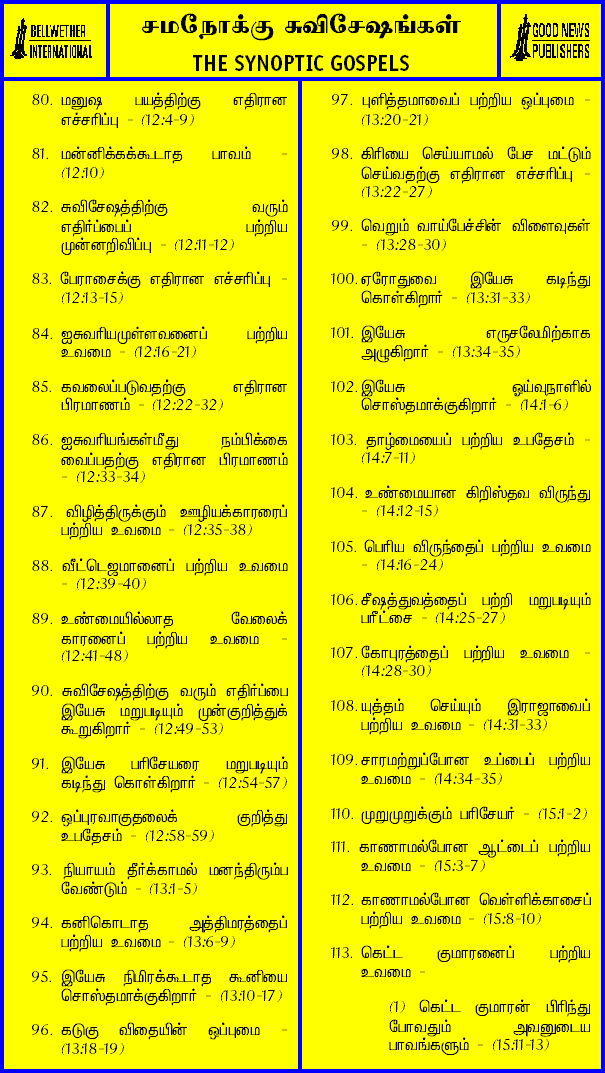 BELLWETHER
INTERNATIONAL
சமநோக்கு சுவிசேஷங்கள்
THE SYNOPTIC GOSPELS
GOOD NEWS
PUBLISHERS
80. மனுஷ பயத்திற்கு எதிரான
எச்சரிப்பு - (12:4-9)
81. மன்னிக்கக்கூடாத பாவம் -
(12:10)
82. சுவிசேஷத்திற்கு வரும்
எதிர்ப்பைப் பற்றிய
முன்னறிவிப்பு - (12:11-12)
83. பேராசைக்கு எதிரான எச்சரிப்பு -
(12:13-15)
84. ஐசுவரியமுள்ளவனைப் பற்றிய
உவமை - (12:16-21)
85. கவலைப்படுவதற்கு எதிரான
பிரமாணம் - (12:22-32)
86. ஐசுவரியங்கள்மீது நம்பிக்கை
வைப்பதற்கு எதிரான பிரமாணம்
- (12:33-34)
87. விழித்திருக்கும் ஊழியக்காரரைப்
பற்றிய உவமை - (12:35-38)
88. வீட்டெஜமானைப் பற்றிய உவமை
- (12:39-40)
89. உண்மையில்லாத வேலைக்
காரனைப் பற்றிய உவமை -
(12:41-48)
90. சுவிசேஷத்திற்கு வரும் எதிர்ப்பை
இயேசு மறுபடியும் முன்குறித்துக்
கூறுகிறார் - (12:49-53)
91. இயேசு பரிசேயரை மறுபடியும்
கடிந்து கொள்கிறார் - (12:54-57)
92. ஒப்புரவாகுதலைக் குறித்து
உபதேசம் - (12:58-59)
93. நியாயம் தீர்க்காமல் மனந்திரும்ப
வேண்டும் - (13:1-5)
94. கனிகொடாத அத்திமரத்தைப்
பற்றிய உவமை - (13:6-9)
95. இயேசு நிமிரக்கூடாத கூனியை
சொஸ்தமாக்குகிறார் - (13:10-17)
96. கடுகு விதையின் ஒப்புமை -
(13:18-19)
97. புளித்தமாவைப் பற்றிய ஒப்புமை -
(13:20-21)
98. கிரியை செய்யாமல் பேச மட்டும்
செய்வதற்கு எதிரான எச்சரிப்பு -
(13:22-27)
99. வெறும் வாய்பேச்சின் விளைவுகள்
- (13:28-30)
100. ஏரோதுவை இயேசு கடிந்து
கொள்கிறார் - (13:31-33)
101. இயேசு எருசலேமிற்காக
அழுகிறார் - (13:34-35)
102. இயேசு ஓய்வுநாளில்
சொஸ்தமாக்குகிறார் - (14:1-6)
103. தாழ்மையைப் பற்றிய உபதேசம் -
(14:7-11)
104. உண்மையான கிறிஸ்தவ விருந்து
- (14:12-15)
105. பெரிய விருந்தைப் பற்றிய உவமை
- (14:16-24)
106. சீஷத்துவத்தைப் பற்றி மறுபடியும்
பரீட்சை - (14:25-27)
107. கோபுரத்தைப் பற்றிய உவமை -
(14:28-30)
108. யுத்தம் செய்யும் இராஜாவைப்
பற்றிய உவமை - (14:31-33)
109. சாரமற்றுப்போன உப்பைப் பற்றிய
உவமை - (14:34-35)
110. முறுமுறுக்கும் பரிசேயர் - (15:1-2)
111. காணாமல்போன ஆட்டைப் பற்றிய
உவமை - (15:3-7)
112. காணாமல்போன வெள்ளிக்காசைப்
பற்றிய உவமை - (15:8-10)
113. கெட்ட குமாரனைப் பற்றிய
உவமை -
(1) கெட்ட குமாரன் பிரிந்து
போவதும் அவனுடைய
பாவங்களும் - (15:11-13)